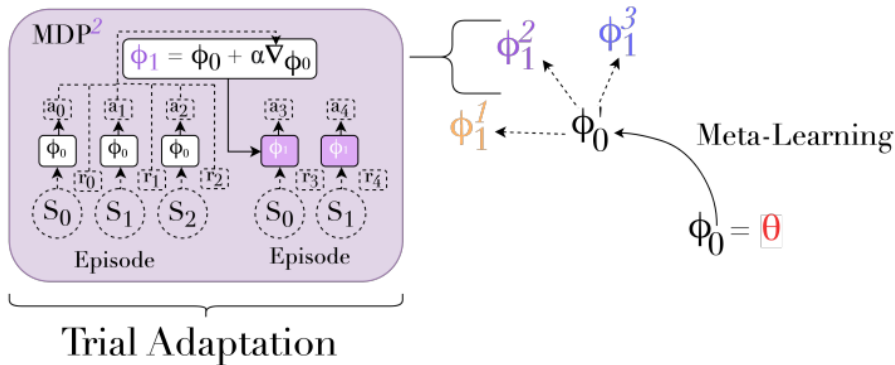 MDP²
ϕ₁ = ϕ₀ + α∇ϕ₀
a₀ a₁ a₂ a₃ a₄
ϕ₀ ϕ₀ ϕ₀ ϕ₁ ϕ₁
r₀ r₁ r₂ r₃ r₄
S₀ S₁ S₂ S₀ S₁
Episode Episode
Trial Adaptation
ϕ₁² ϕ₁³
ϕ₁¹ ϕ₀
Meta-Learning
ϕ₀ = θ